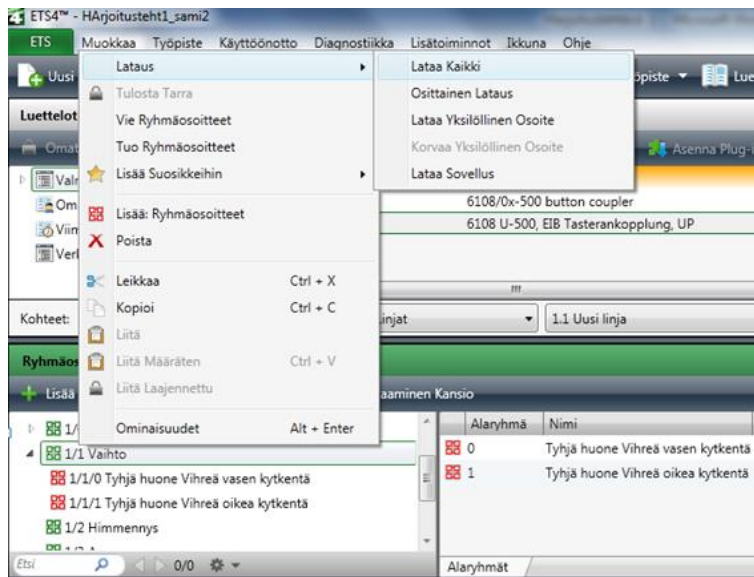 ETS4™ - HArjoitusteht1_sami2
ETS Muokkaa Työpiste Käyttöönotto Diagnostiikka Lisätoiminnot Ikkuna Ohje
Uusi
Lataus
Tulosta Tarra
Vie Ryhmäosoitteet
Tuo Ryhmäosoitteet
Lisää Suosikkeihin
Lisää: Ryhmäosoitteet
Poista
Leikkaa Ctrl + X
Kopioi Ctrl + C
Liitä
Liitä Määräten Ctrl + V
Liitä Laajennettu
Ominaisuudet Alt + Enter
Lataa Kaikki
Osittainen Lataus
Lataa Yksilöllinen Osoite
Korvaa Yksilöllinen Osoite
Lataa Sovellus
Luettelot
Asenna Plug-i
6108/0x-500 button coupler
6108 U-500, EIB Tasterankopplung, UP
Kohteet:
1.1 Uusi linja
Lisää
Kansio
1/1 Vaihto
1/1/0 Tyhjä huone Vihreä vasen kytkentä
1/1/1 Tyhjä huone Vihreä oikea kytkentä
1/2 Himmennys
Alaryhmä Nimi
0 Tyhjä huone Vihreä vasen kytkentä
1 Tyhjä huone Vihreä oikea kytkentä
Etsi 0/0
Alaryhmät